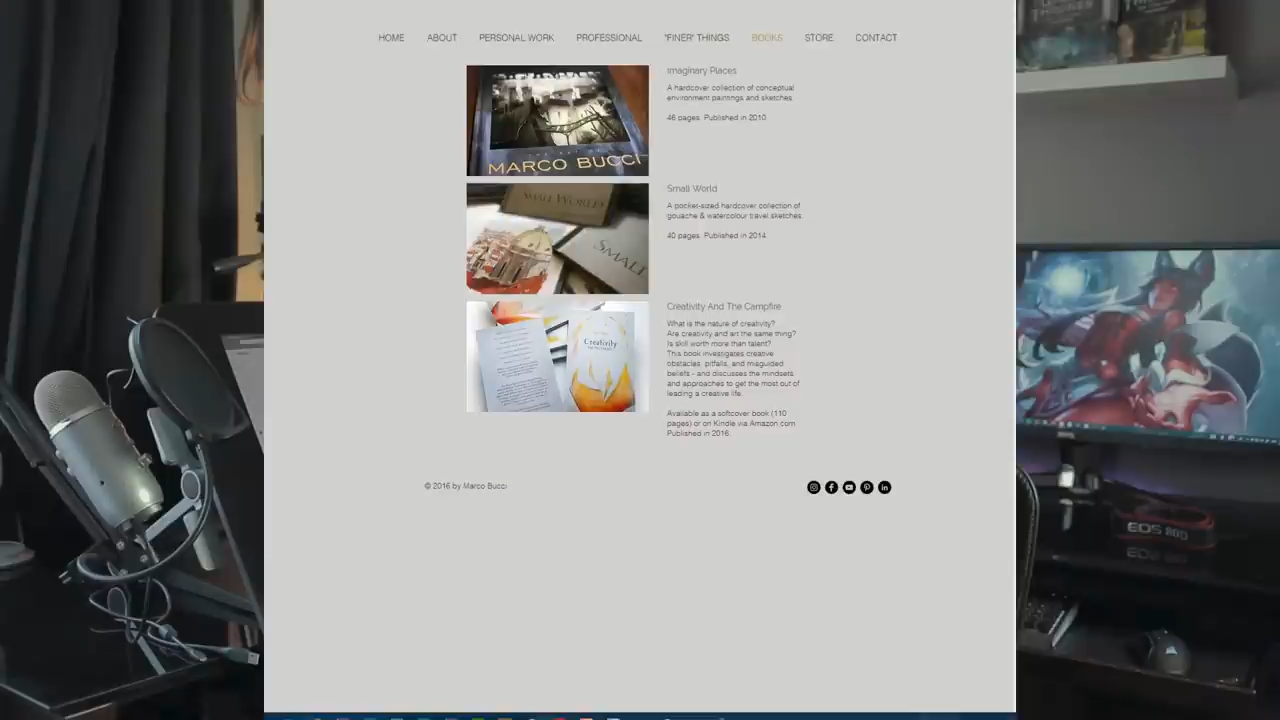 HOME ABOUT PERSONAL WORK PROFESSIONAL "FINER" THINGS BOOKS STORE CONTACT
MARCO BUCCI
Imaginary Places
A hardcover collection of conceptual
environment paintings and sketches.
46 pages. Published in 2010.
SMALL WORLD
SMALL
Small World
A pocket-sized hardcover collection of
gouache & watercolour travel sketches.
40 pages. Published in 2014.
Creativity
Creativity And The Campfire
What is the nature of creativity?
Are creativity and art the same thing?
Is skill worth more than talent?
This book investigates creative
obstacles, pitfalls, and misguided
beliefs - and discusses the mindsets
and approaches to get the most out of
leading a creative life.
Available as a softcover book (110
pages) or on Kindle via Amazon.com
Published in 2016.
© 2016 by Marco Bucci
EOS 80D